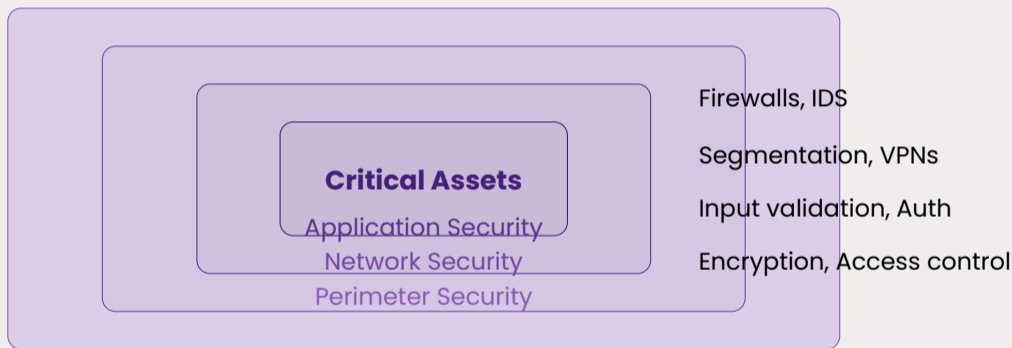 Critical Assets
Application Security
Network Security
Perimeter Security
Firewalls, IDS
Segmentation, VPNs
Input validation, Auth
Encryption, Access control